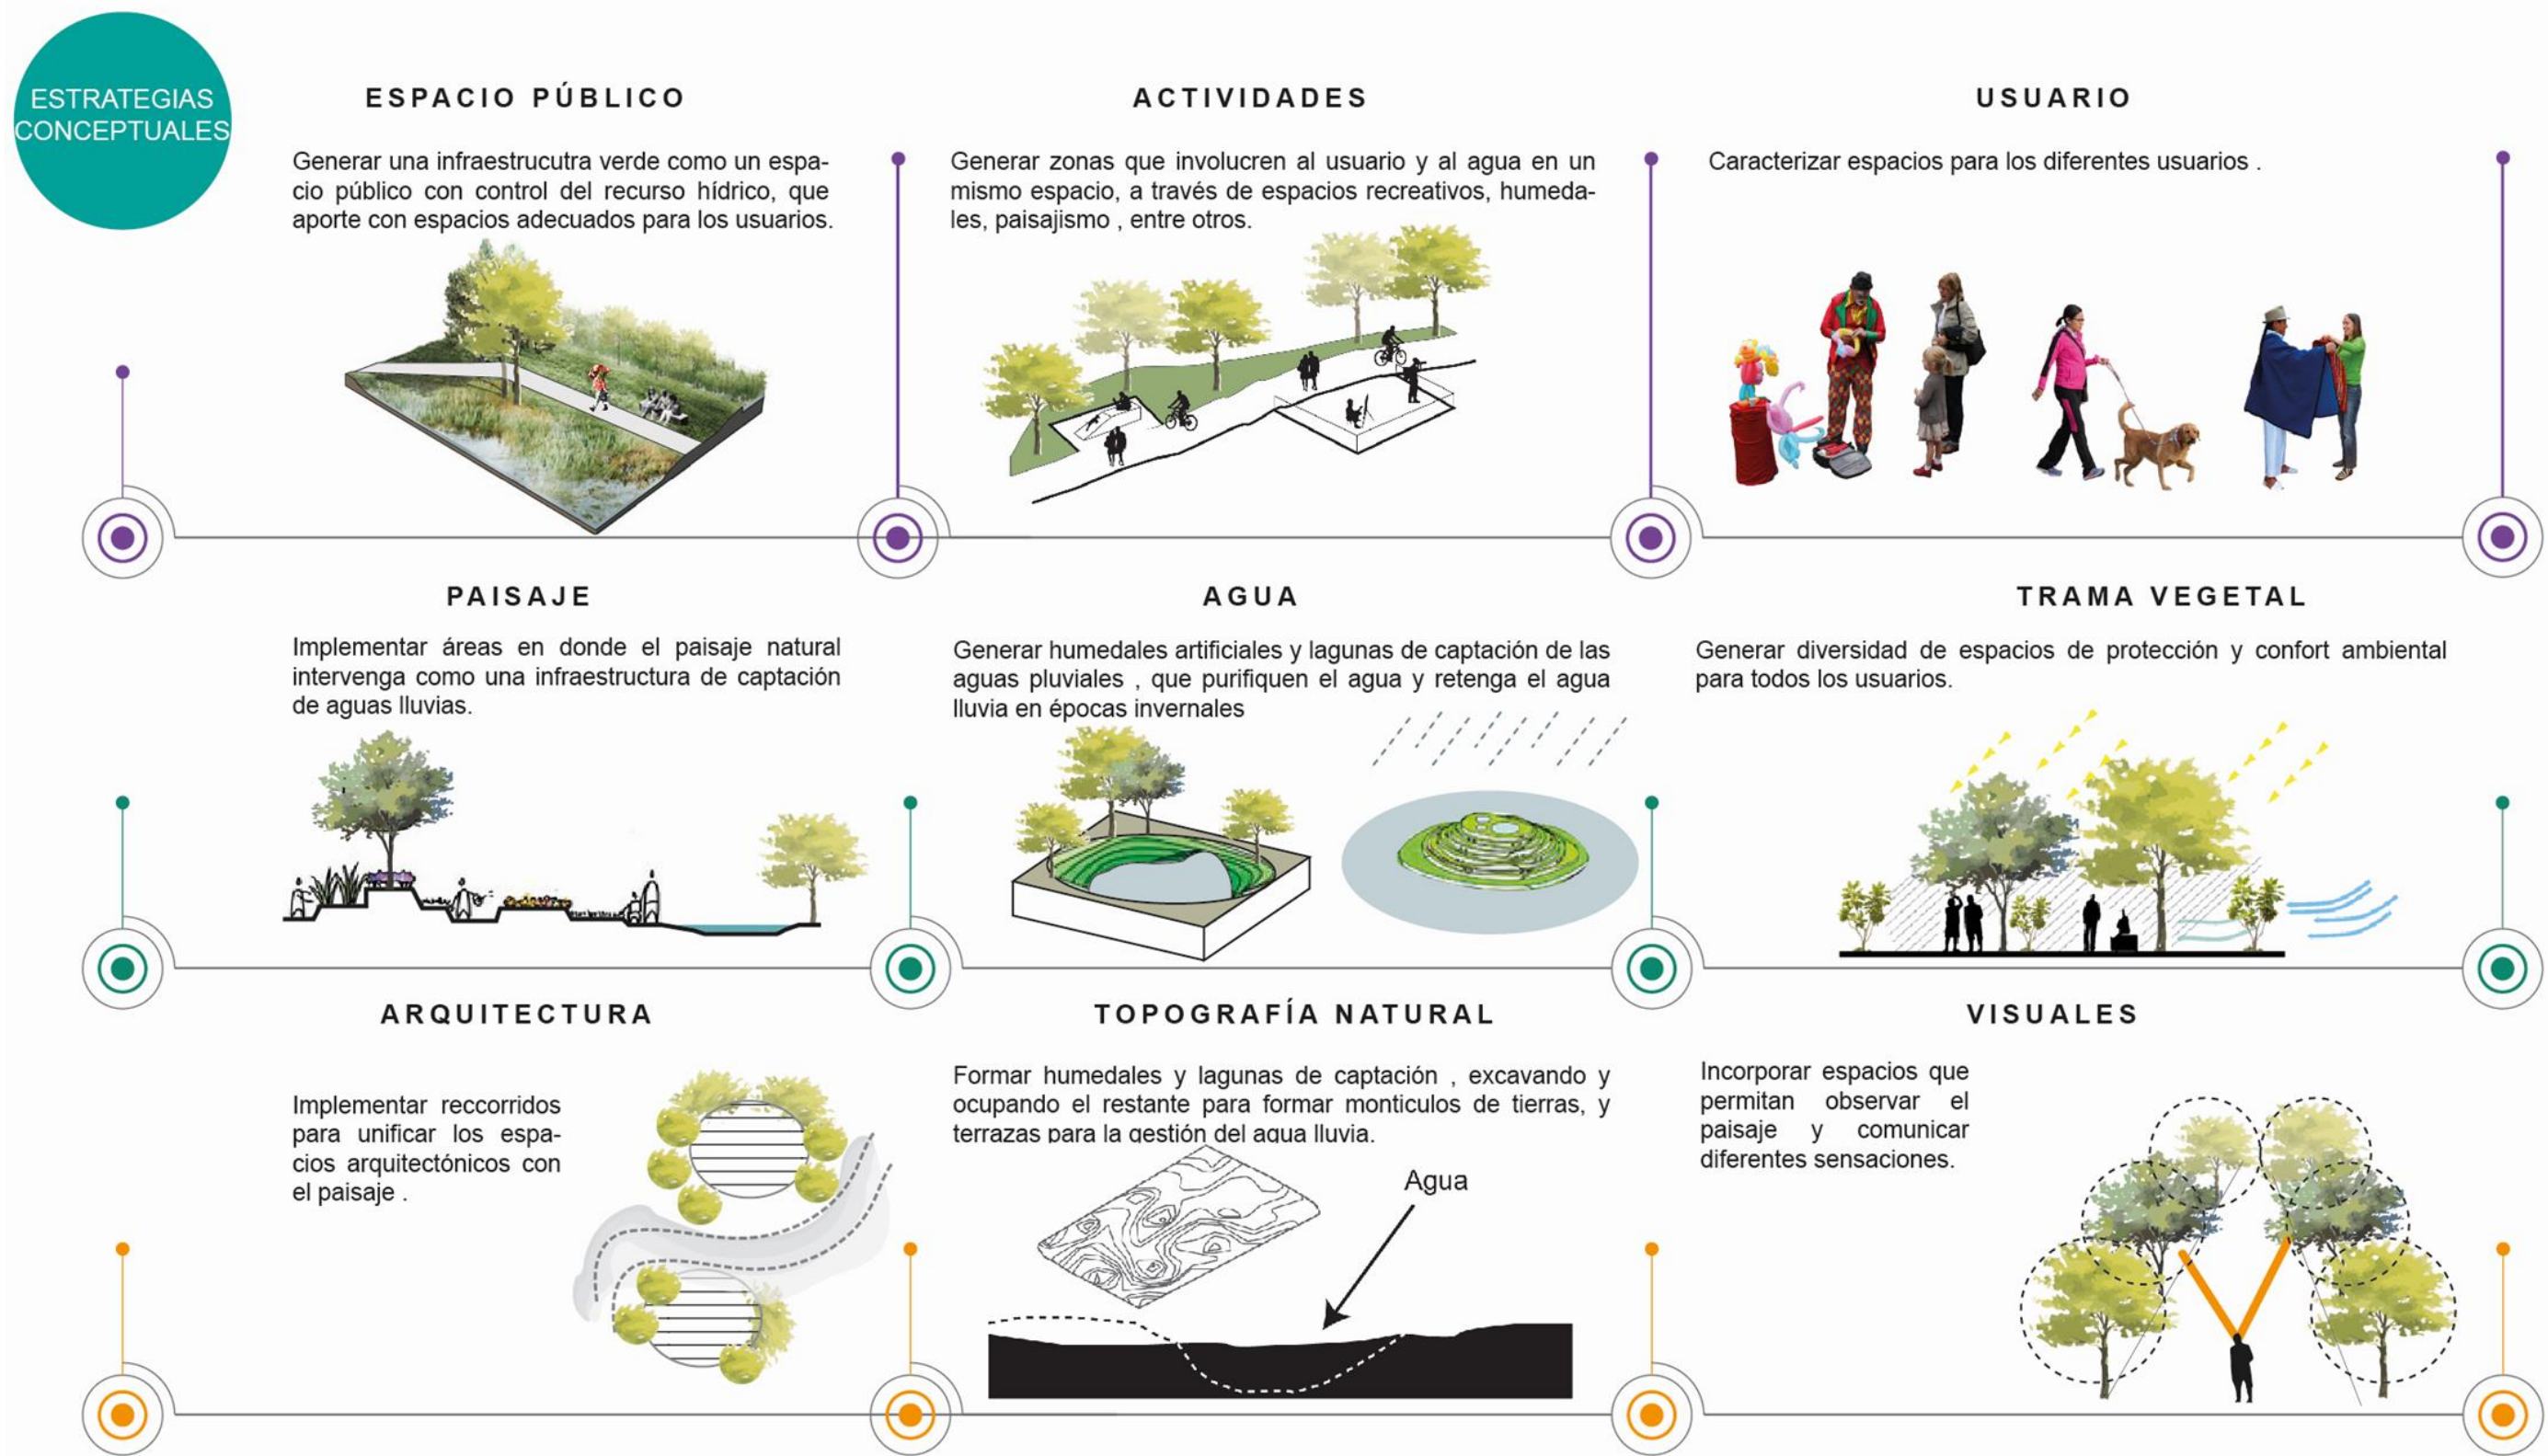 ESTRATEGIAS
CONCEPTUALES
ESPACIO PÚBLICO
Generar una infraestrucutra verde como un espa-
cio público con control del recurso hídrico, que
aporte con espacios adecuados para los usuarios.
ACTIVIDADES
Generar zonas que involucren al usuario y al agua en un
mismo espacio, a través de espacios recreativos, humeda-
les, paisajismo , entre otros.
USUARIO
Caracterizar espacios para los diferentes usuarios .
PAISAJE
Implementar áreas en donde el paisaje natural
intervenga como una infraestructura de captación
de aguas lluvias.
AGUA
Generar humedales artificiales y lagunas de captación de las
aguas pluviales , que purifiquen el agua y retenga el agua
lluvia en épocas invernales
TRAMA VEGETAL
Generar diversidad de espacios de protección y confort ambiental
para todos los usuarios.
ARQUITECTURA
Implementar reccorridos
para unificar los espa-
cios arquitectónicos con
el paisaje .
TOPOGRAFÍA NATURAL
Formar humedales y lagunas de captación , excavando y
ocupando el restante para formar monticulos de tierras, y
terrazas para la gestión del agua lluvia.
Agua
VISUALES
Incorporar espacios que
permitan observar el
paisaje y comunicar
diferentes sensaciones.